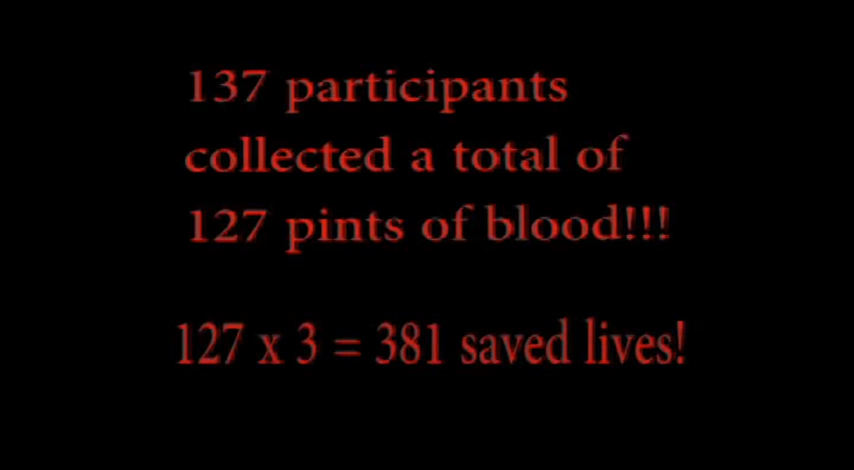 137 participants
collected a total of
127 pints of blood!!!
127 x 3 = 381 saved lives!